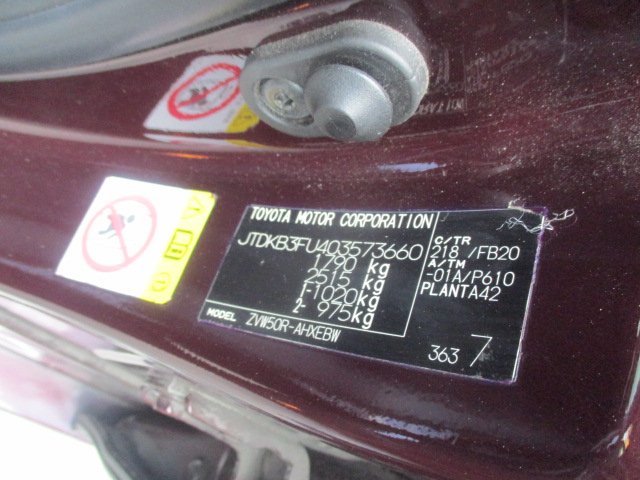 TOYOTA MOTOR CORPORATION
JTDKB3FU403573660
1790 kg
2515 kg
1-1020kg
2- 975kg
MODEL ZVW50R-AHXEBW
C/TR
218 /FB20
A/TM
-01A/P610
PLANTA42
363 7